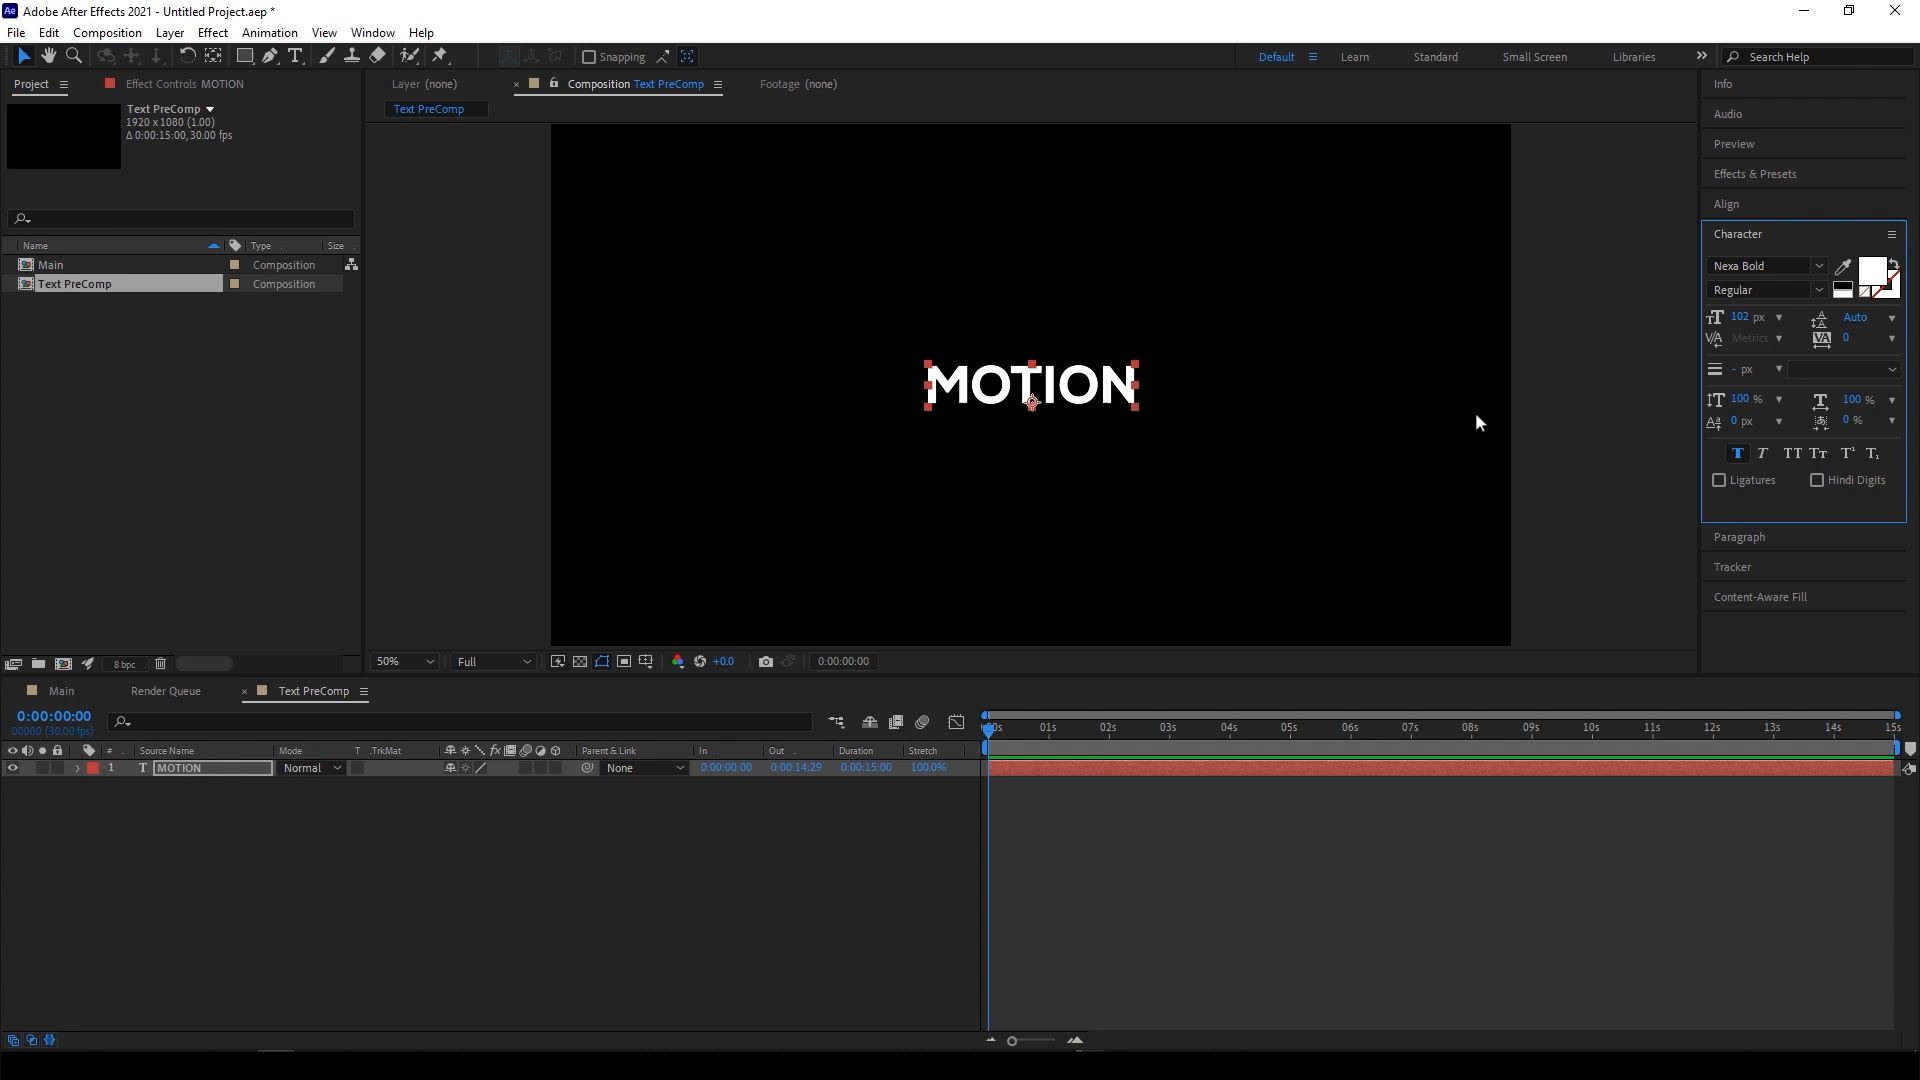 Ae Adobe After Effects 2021 - Untitled Project.aep *
File Edit Composition Layer Effect Animation View Window Help
Snapping Default Learn Standard Small Screen Libraries Search Help
Project Effect Controls MOTION Layer (none) Composition Text PreComp Footage (none) Info
Text PreComp
1920 x 1080 (1.00)
Δ 0:00:15:00, 30.00 fps
Text PreComp
Audio
Preview
Effects & Presets
Align
Character
Name Type Size
Main Composition
Text PreComp Composition
Nexa Bold
Regular
102 px Auto
Metrics 0
- px
100 % 100 %
0 px 0 %
T T TT Tt T¹ T₁
Ligatures Hindi Digits
MOTION
Paragraph
Tracker
Content-Aware Fill
8 bpc 50% Full +0.0 0:00:00:00
Main Render Queue Text PreComp
0:00:00:00
00000 (30.00 fps)
:00s 01s 02s 03s 04s 05s 06s 07s 08s 09s 10s 11s 12s 13s 14s 15s
# Source Name Mode T .TrkMat fx Parent & Link In Out Duration Stretch
1 T MOTION Normal None 0:00:00:00 0:00:14:29 0:00:15:00 100.0%